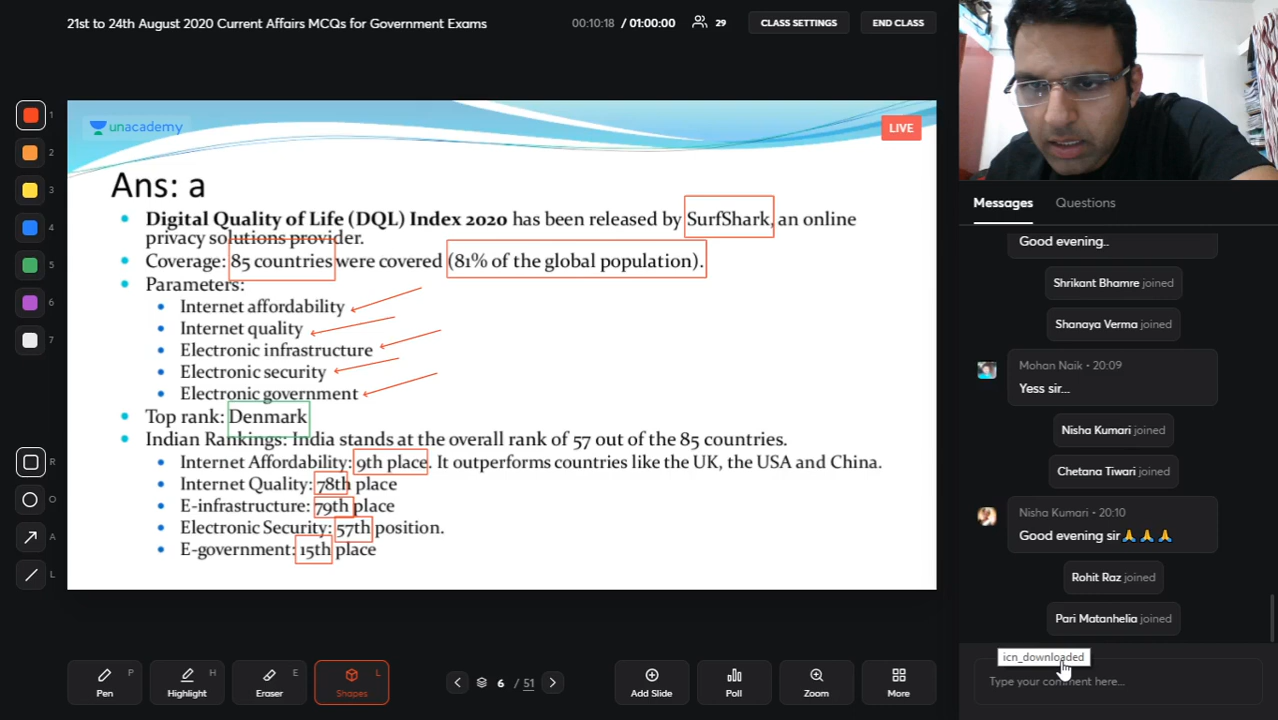 21st to 24th August 2020 Current Affairs MCQs for Government Exams
00:10:18 / 01:00:00
29
CLASS SETTINGS
END CLASS
1
2
3
4
5
6
7
R
O
A
L
unacademy
LIVE
Ans: a
• Digital Quality of Life (DQL) Index 2020 has been released by SurfShark, an online
privacy solutions provider.
• Coverage: 85 countries were covered (81% of the global population).
• Parameters:
• Internet affordability
• Internet quality
• Electronic infrastructure
• Electronic security
• Electronic government
• Top rank: Denmark
• Indian Rankings: India stands at the overall rank of 57 out of the 85 countries.
• Internet Affordability: 9th place. It outperforms countries like the UK, the USA and China.
• Internet Quality: 78th place
• E-infrastructure: 79th place
• Electronic Security: 57th position.
• E-government: 15th place
Pen P
Highlight H
Eraser E
Shapes L
6 / 51
Add Slide
Poll
Zoom
More
Messages
Questions
Good evening..
Shrikant Bhamre joined
Shanaya Verma joined
Mohan Naik • 20:09
Yess sir...
Nisha Kumari joined
Chetana Tiwari joined
Nisha Kumari • 20:10
Good evening sir🙏🙏🙏
Rohit Raz joined
Pari Matanhelia joined
icn_downloaded
Type your comment here...